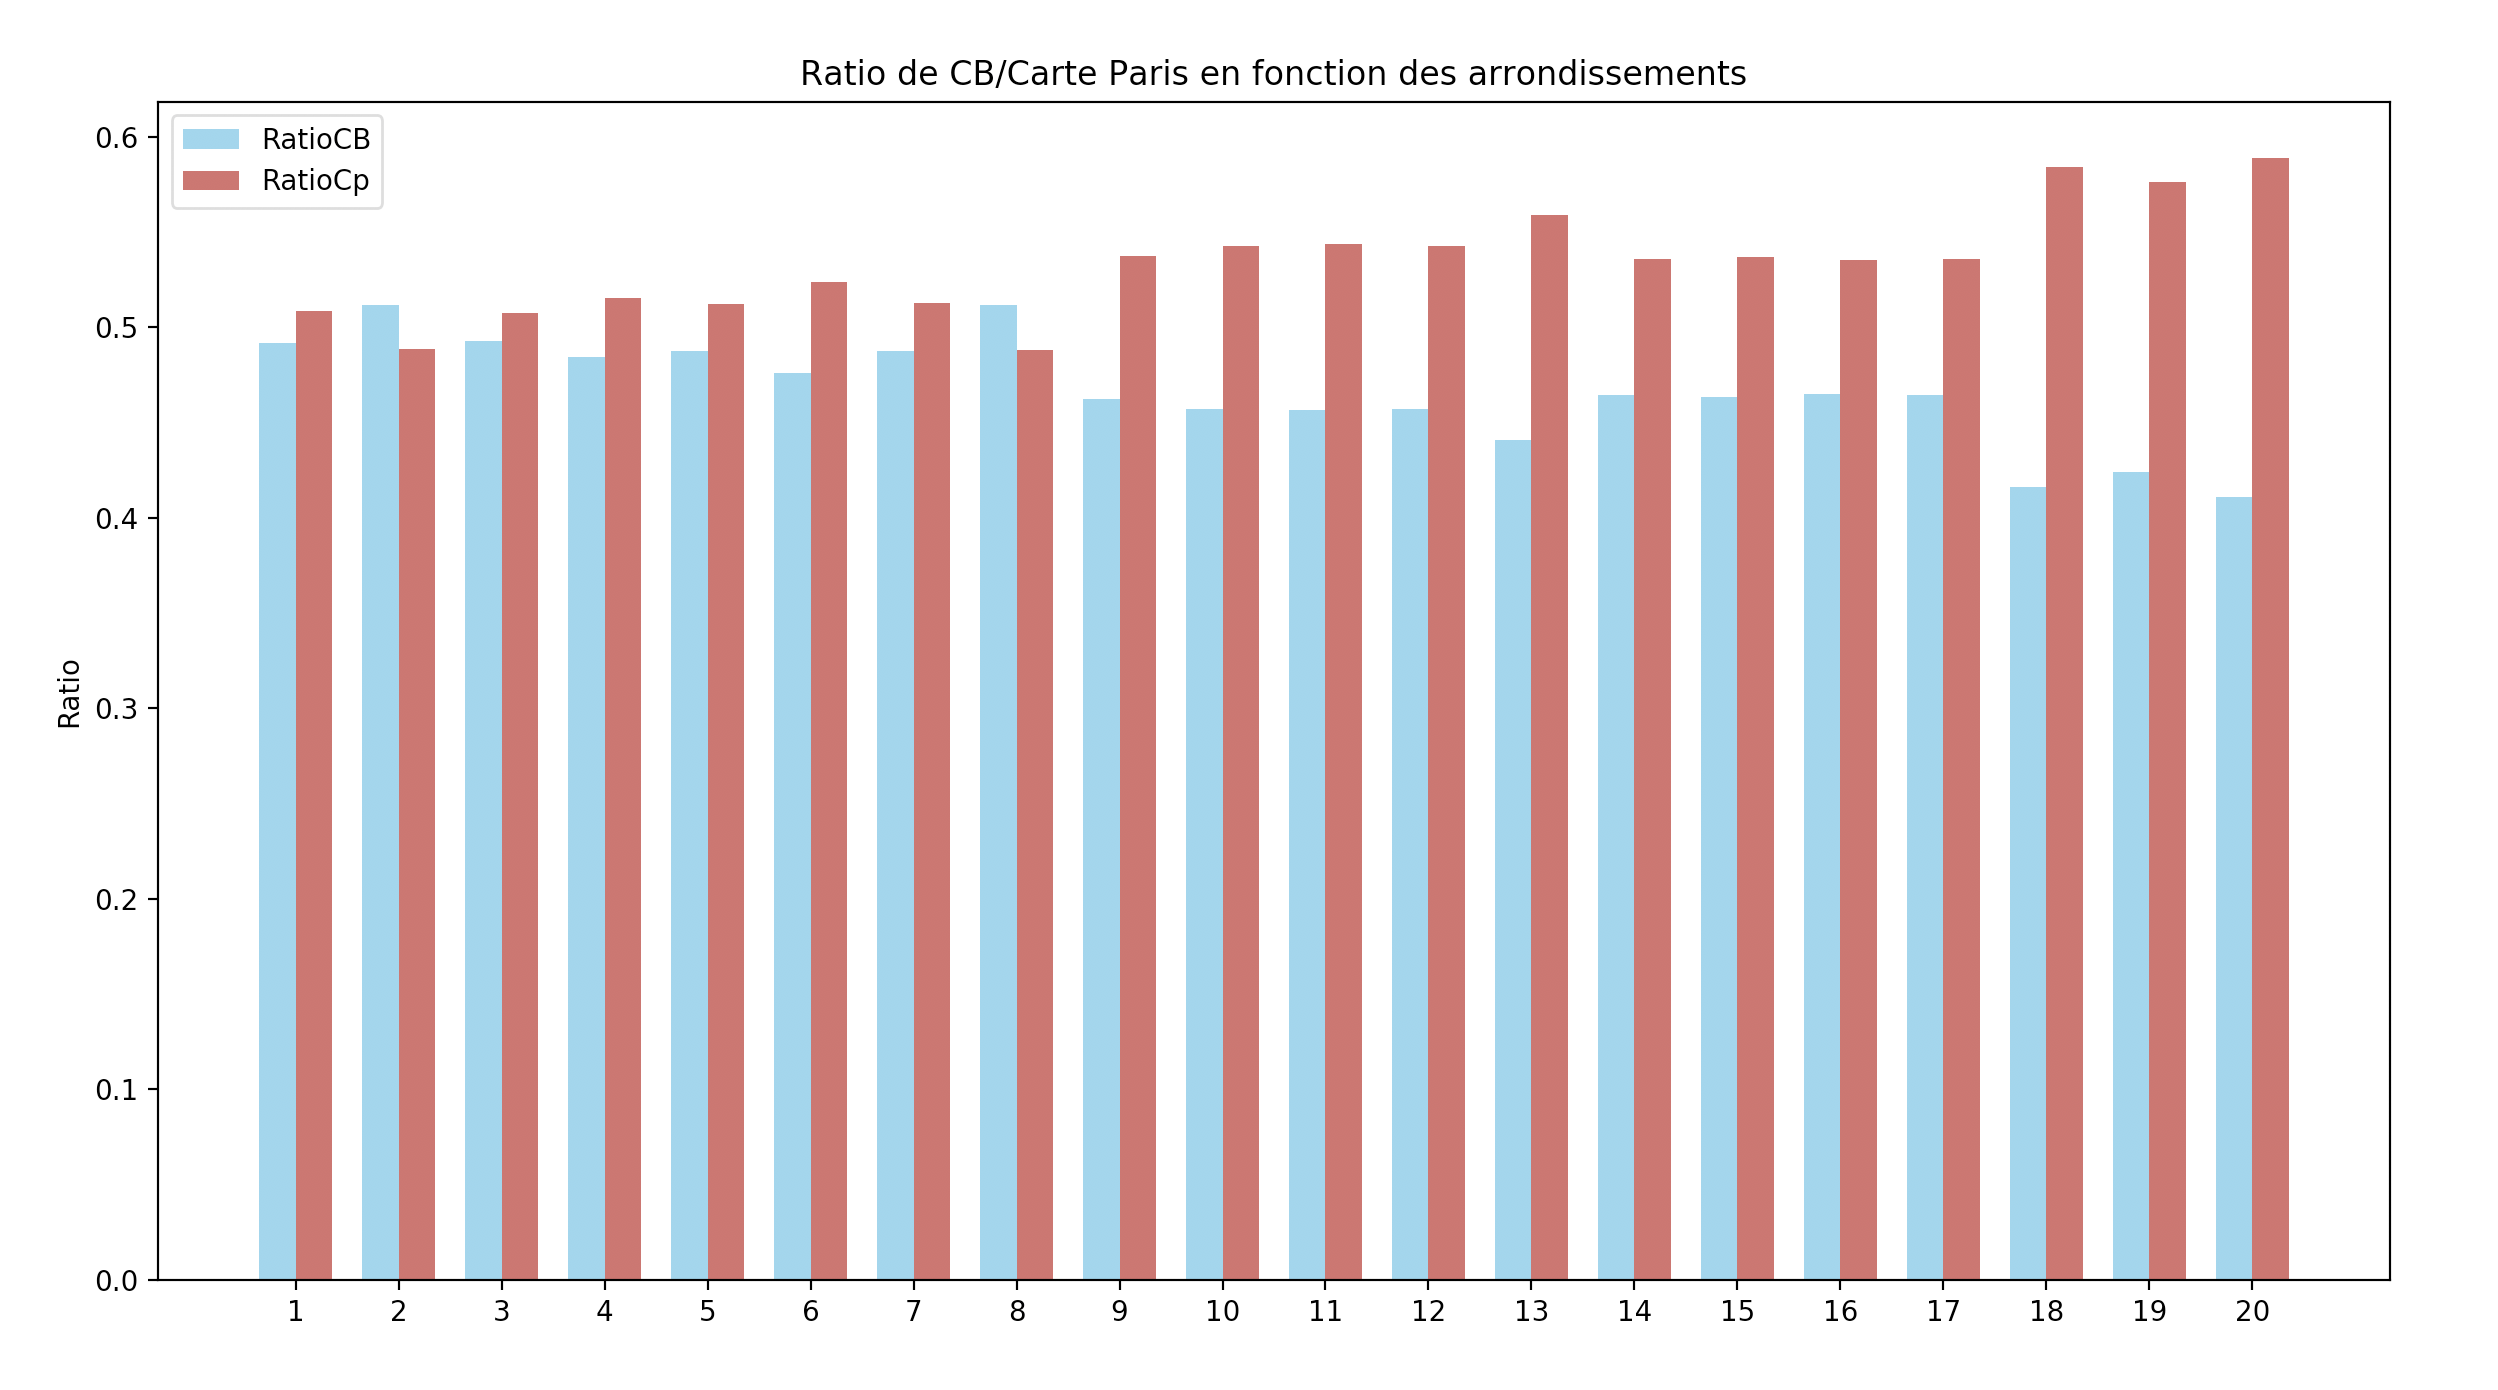 Ratio de CB/Carte Paris en fonction des arrondissements
RatioCB
RatioCp
Ratio
0.6
0.5
0.4
0.3
0.2
0.1
0.0
1 2 3 4 5 6 7 8 9 10 11 12 13 14 15 16 17 18 19 20